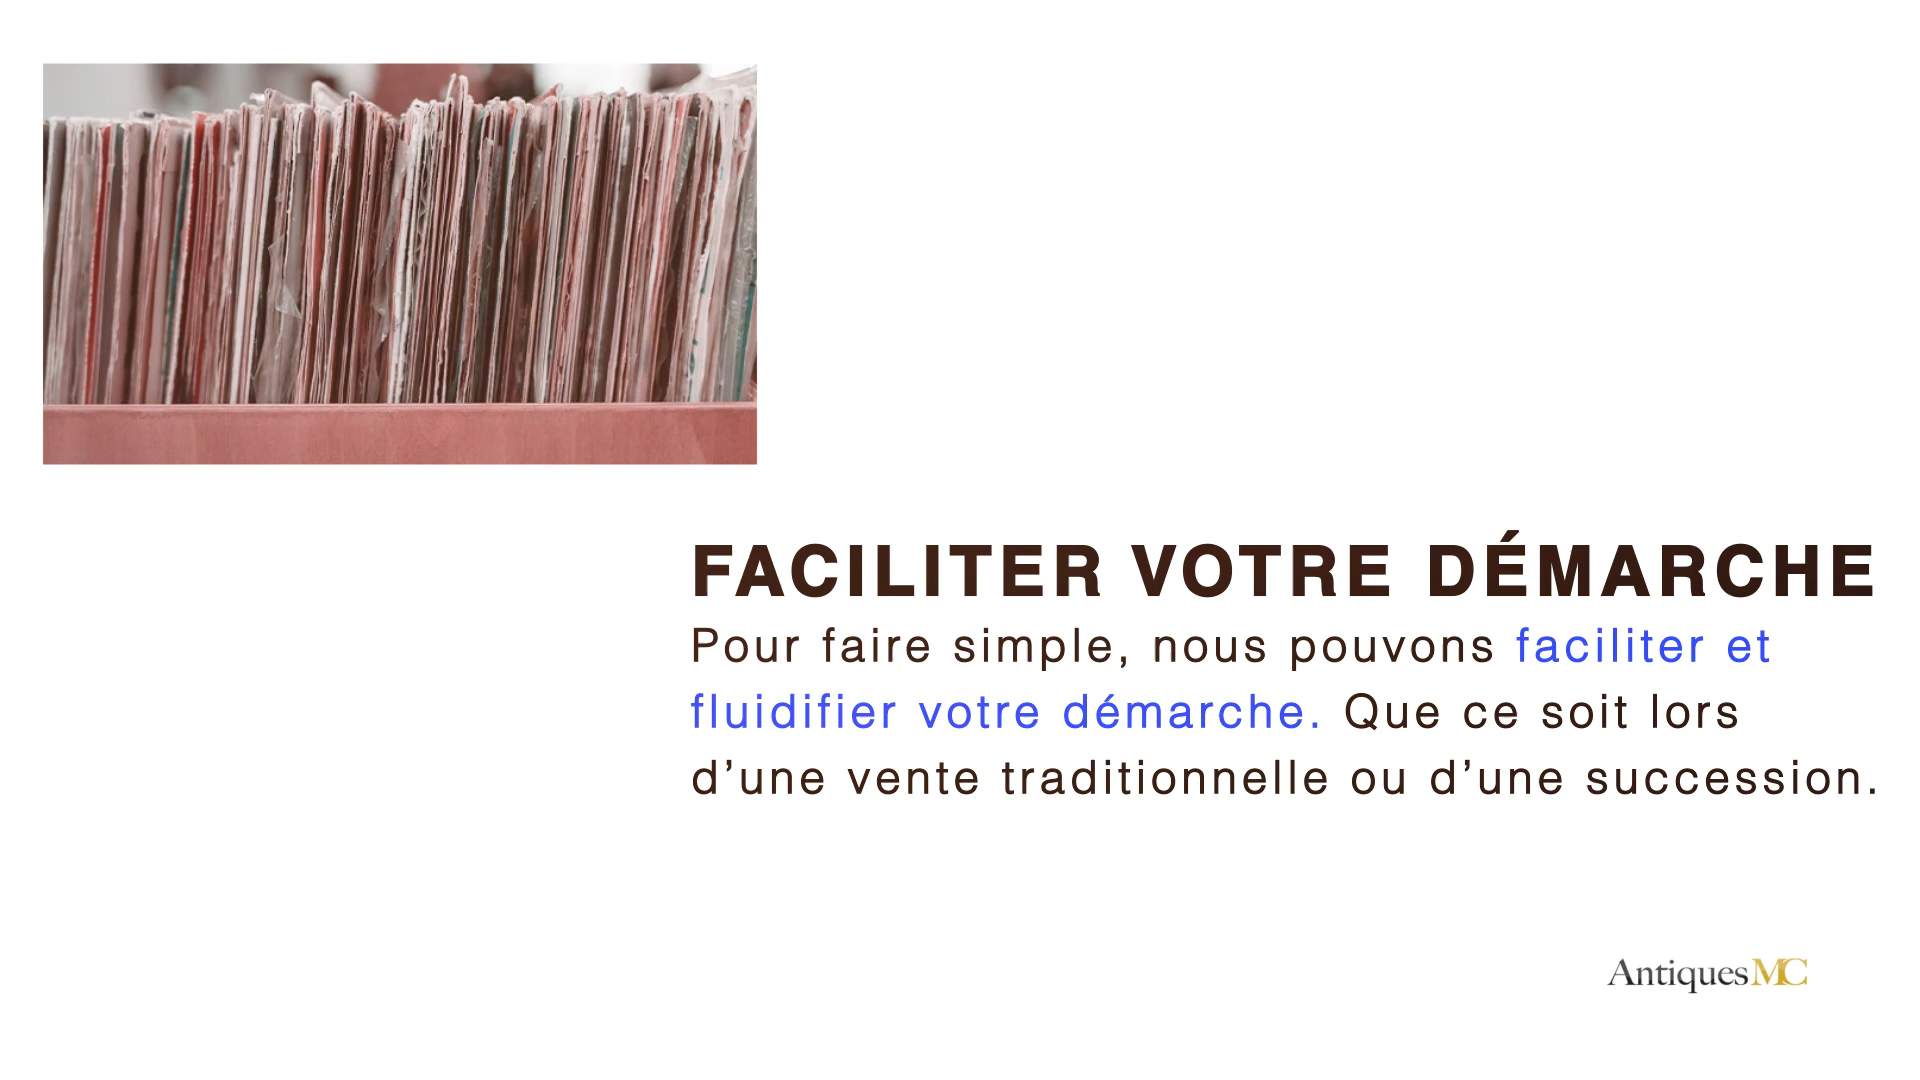 FACILITER VOTRE DÉMARCHE
Pour faire simple, nous pouvons faciliter et
fluidifier votre démarche. Que ce soit lors
d’une vente traditionnelle ou d’une succession.
AntiquesMC